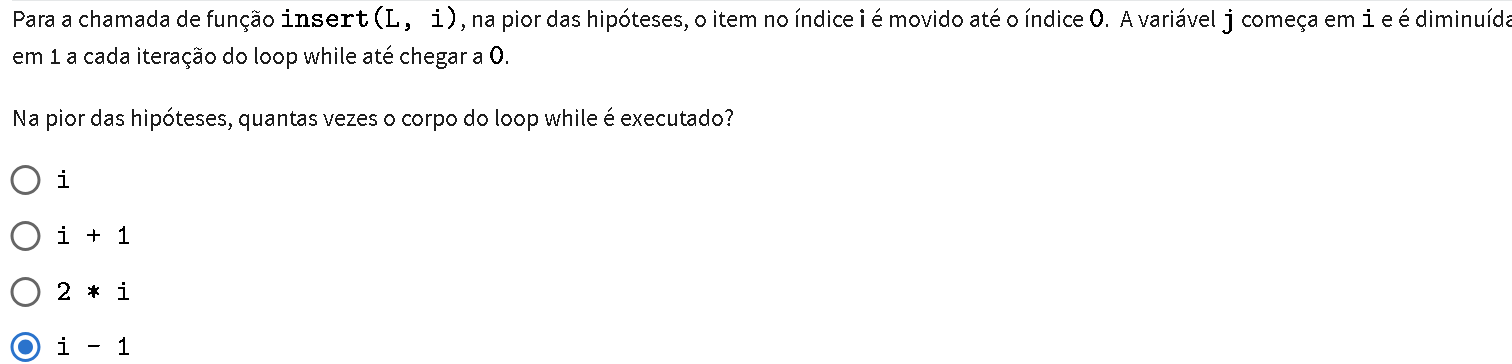 Para a chamada de função insert(L, i), na pior das hipóteses, o item no índice i é movido até o índice 0. A variável j começa em i e é diminuída
em 1 a cada iteração do loop while até chegar a 0.
Na pior das hipóteses, quantas vezes o corpo do loop while é executado?
i
i + 1
2 * i
i - 1